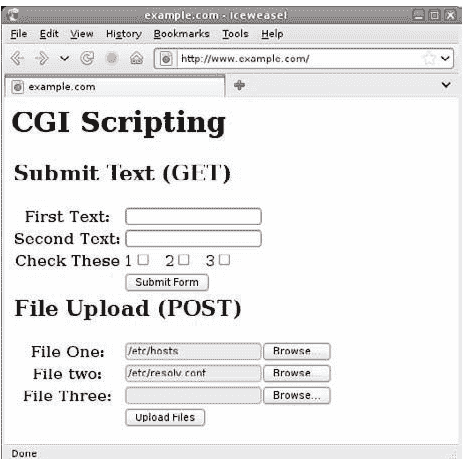 example.com - Iceweasel
File Edit View History Bookmarks Tools Help
http://www.example.com/
example.com
CGI Scripting
Submit Text (GET)
First Text:
Second Text:
Check These 1 2 3
Submit Form
File Upload (POST)
File One: /etc/hosts Browse...
File two: /etc/resolv.conf Browse...
File Three: Browse...
Upload Files
Done